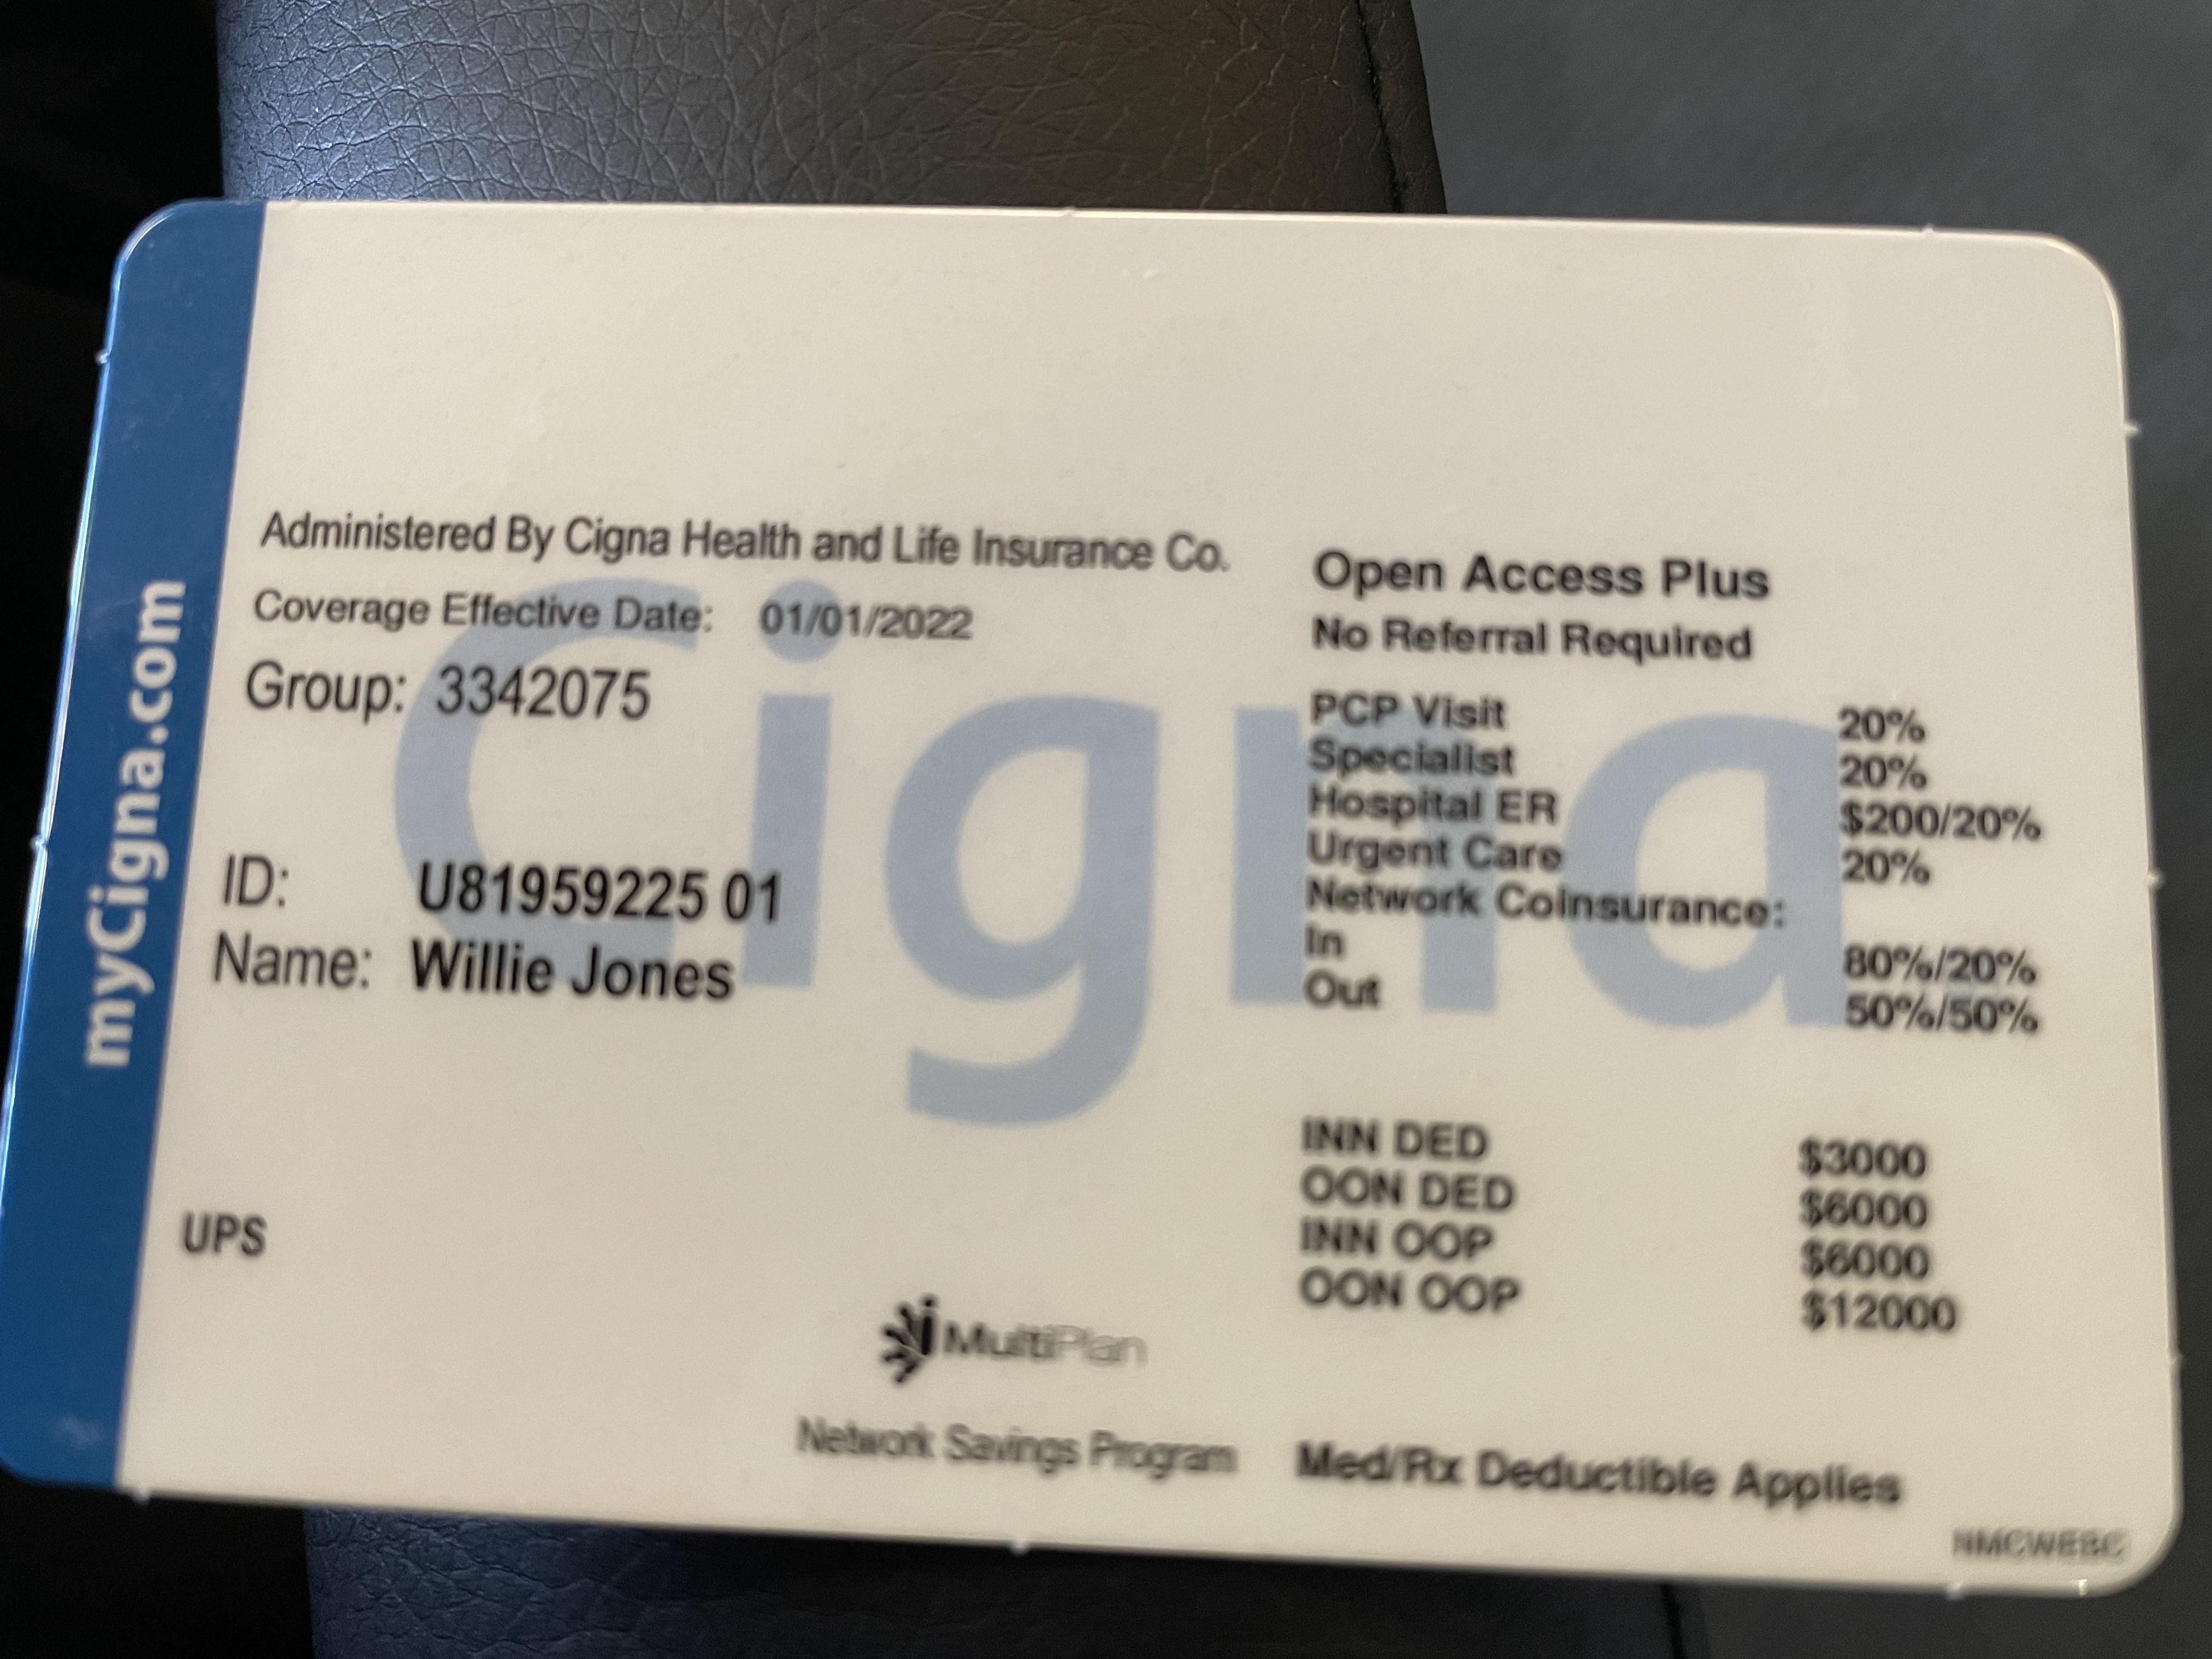 myCigna.com
Cigna
Administered By Cigna Health and Life Insurance Co.
Coverage Effective Date: 01/01/2022
Group: 3342075
ID: U81959225 01
Name: Willie Jones
UPS
MultiPlan
Network Savings Program
Open Access Plus
No Referral Required
PCP Visit 20%
Specialist 20%
Hospital ER $200/20%
Urgent Care 20%
Network Coinsurance:
In 80%/20%
Out 50%/50%
INN DED $3000
OON DED $6000
INN OOP $6000
OON OOP $12000
Med/Rx Deductible Applies